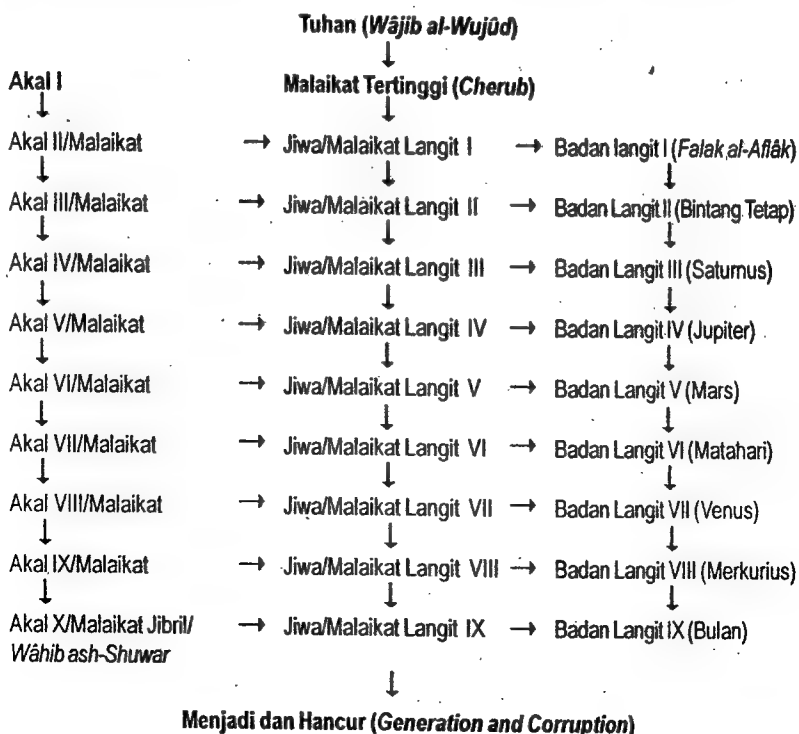 Tuhan (Wâjib al-Wujûd)
↓
Akal I Malaikat Tertinggi (Cherub)
↓ ↓
Akal II/Malaikat → Jiwa/Malaikat Langit I → Badan langit I (Falak al-Aflâk)
↓ ↓ ↓
Akal III/Malaikat → Jiwa/Malaikat Langit II → Badan Langit II (Bintang Tetap)
↓ ↓ ↓
Akal IV/Malaikat → Jiwa/Malaikat Langit III → Badan Langit III (Saturnus)
↓ ↓ ↓
Akal V/Malaikat → Jiwa/Malaikat Langit IV → Badan Langit IV (Jupiter)
↓ ↓ ↓
Akal VI/Malaikat → Jiwa/Malaikat Langit V → Badan Langit V (Mars)
↓ ↓ ↓
Akal VII/Malaikat → Jiwa/Malaikat Langit VI → Badan Langit VI (Matahari)
↓ ↓ ↓
Akal VIII/Malaikat → Jiwa/Malaikat Langit VII → Badan Langit VII (Venus)
↓ ↓ ↓
Akal IX/Malaikat → Jiwa/Malaikat Langit VIII → Badan Langit VIII (Merkurius)
↓ ↓ ↓
Akal X/Malaikat Jibril/ → Jiwa/Malaikat Langit IX → Badan Langit IX (Bulan)
Wâhib ash-Shuwar
↓
Menjadi dan Hancur (Generation and Corruption)